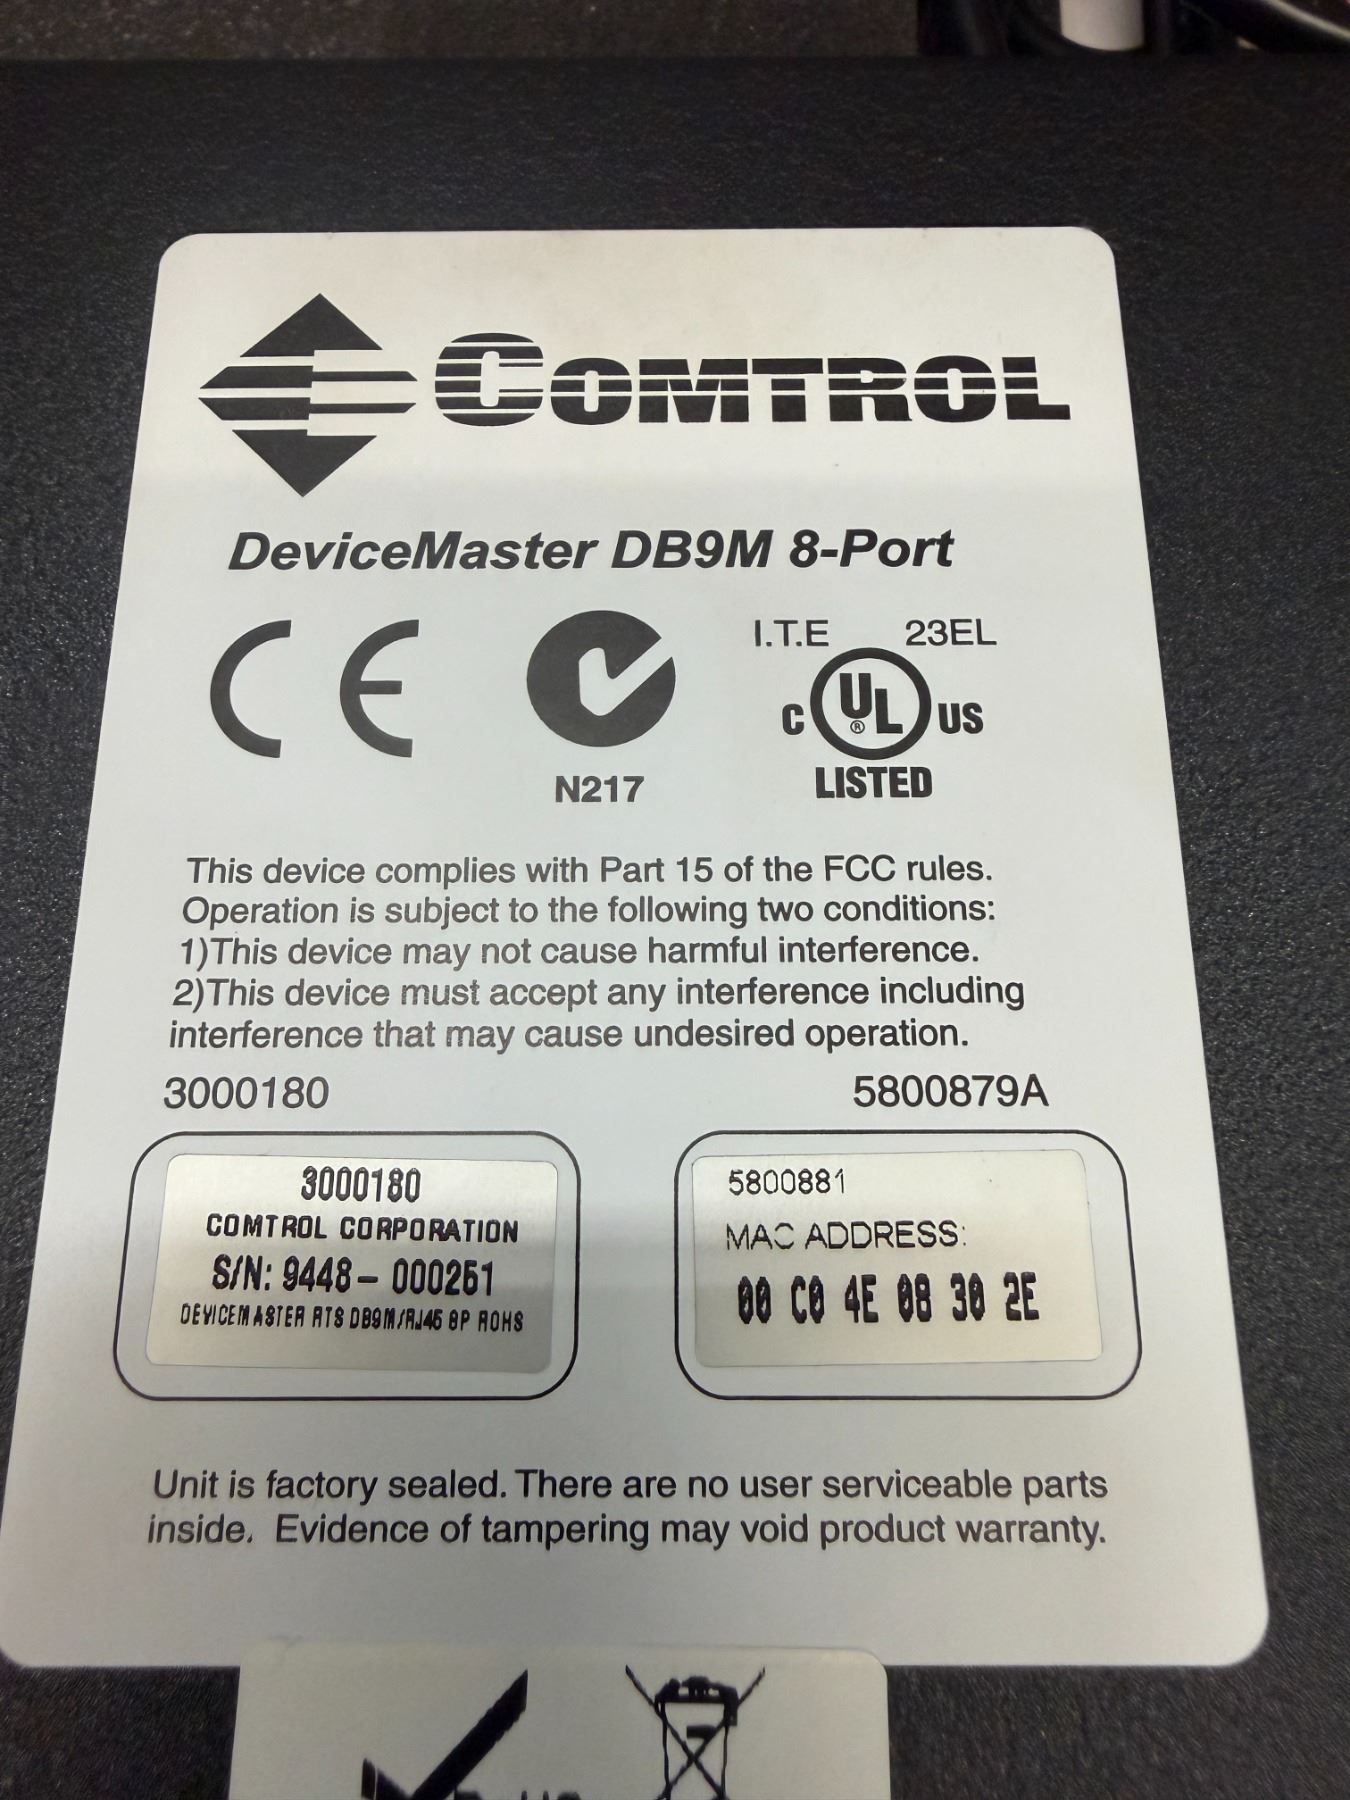 COMTROL
DeviceMaster DB9M 8-Port
I.T.E 23EL
C UL® US
LISTED
N217
This device complies with Part 15 of the FCC rules.
Operation is subject to the following two conditions:
1)This device may not cause harmful interference.
2)This device must accept any interference including
interference that may cause undesired operation.
3000180 5800879A
3000180
COMTROL CORPORATION
S/N: 9448-000261
DEVICEMASTER RTS DB9M/RJ45 8P ROHS
5800881
MAC ADDRESS:
00 C0 4E 08 30 2E
Unit is factory sealed. There are no user serviceable parts
inside. Evidence of tampering may void product warranty.